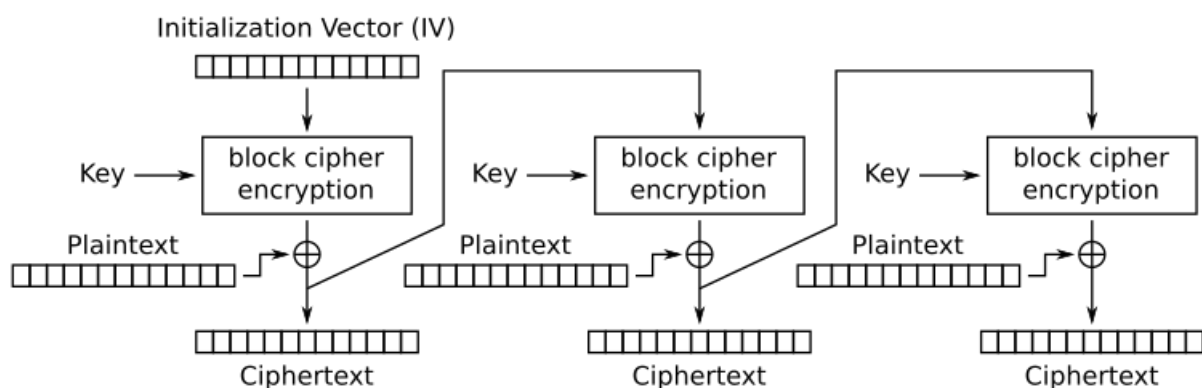 Initialization Vector (IV)
Key
block cipher
encryption
Plaintext
Ciphertext
Key
block cipher
encryption
Plaintext
Ciphertext
Key
block cipher
encryption
Plaintext
Ciphertext